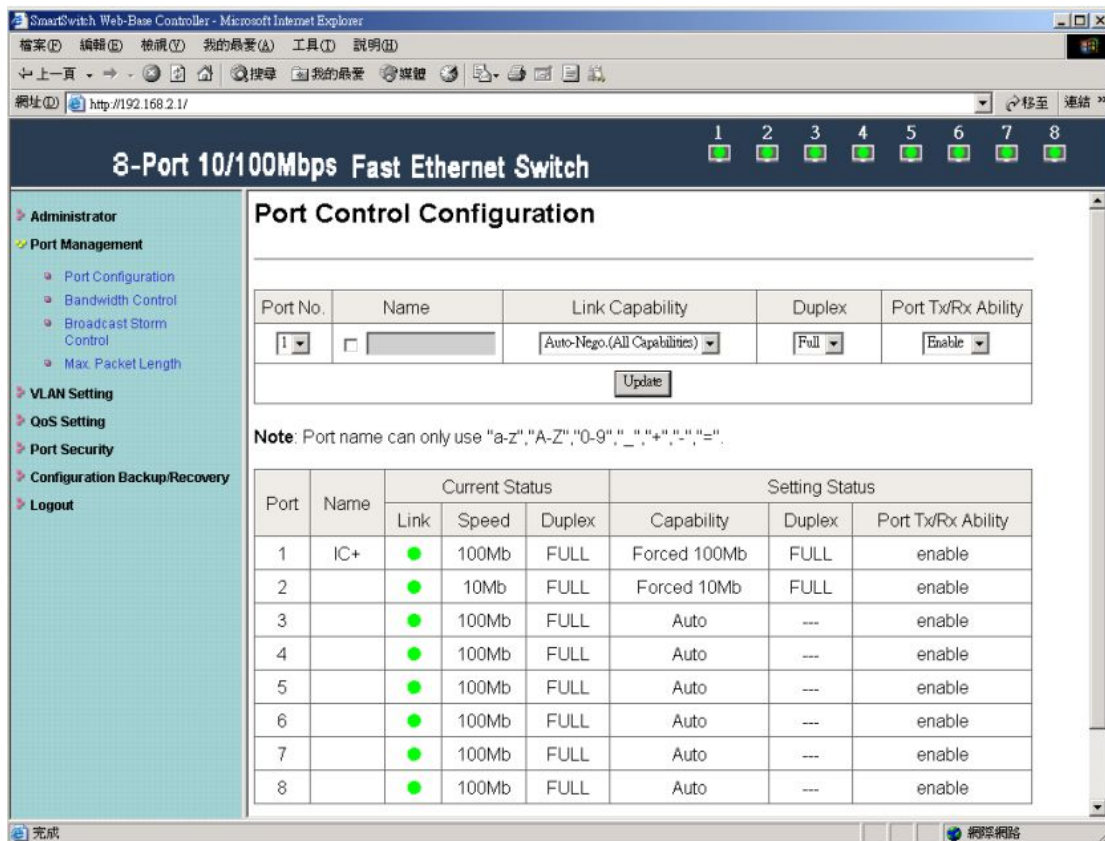 SmartSwitch Web-Base Controller - Microsoft Internet Explorer
檔案(F) 編輯(E) 檢視(V) 我的最愛(A) 工具(T) 說明(H)
上一頁 搜尋 我的最愛 媒體
網址(D) http://192.168.2.1/ 移至 連結 »
1 2 3 4 5 6 7 8
8-Port 10/100Mbps Fast Ethernet Switch
Administrator
Port Management
Port Configuration
Bandwidth Control
Broadcast Storm
Control
Max. Packet Length
VLAN Setting
QoS Setting
Port Security
Configuration Backup/Recovery
Logout
Port Control Configuration
Port No. Name Link Capability Duplex Port Tx/Rx Ability
1 Auto-Nego.(All Capabilities) Full Enable
Update
Note: Port name can only use "a-z","A-Z","0-9","_","+","-","=".
Port Name Current Status Setting Status
Link Speed Duplex Capability Duplex Port Tx/Rx Ability
1 IC+ 100Mb FULL Forced 100Mb FULL enable
2 10Mb FULL Forced 10Mb FULL enable
3 100Mb FULL Auto --- enable
4 100Mb FULL Auto --- enable
5 100Mb FULL Auto --- enable
6 100Mb FULL Auto --- enable
7 100Mb FULL Auto --- enable
8 100Mb FULL Auto --- enable
完成 網際網路